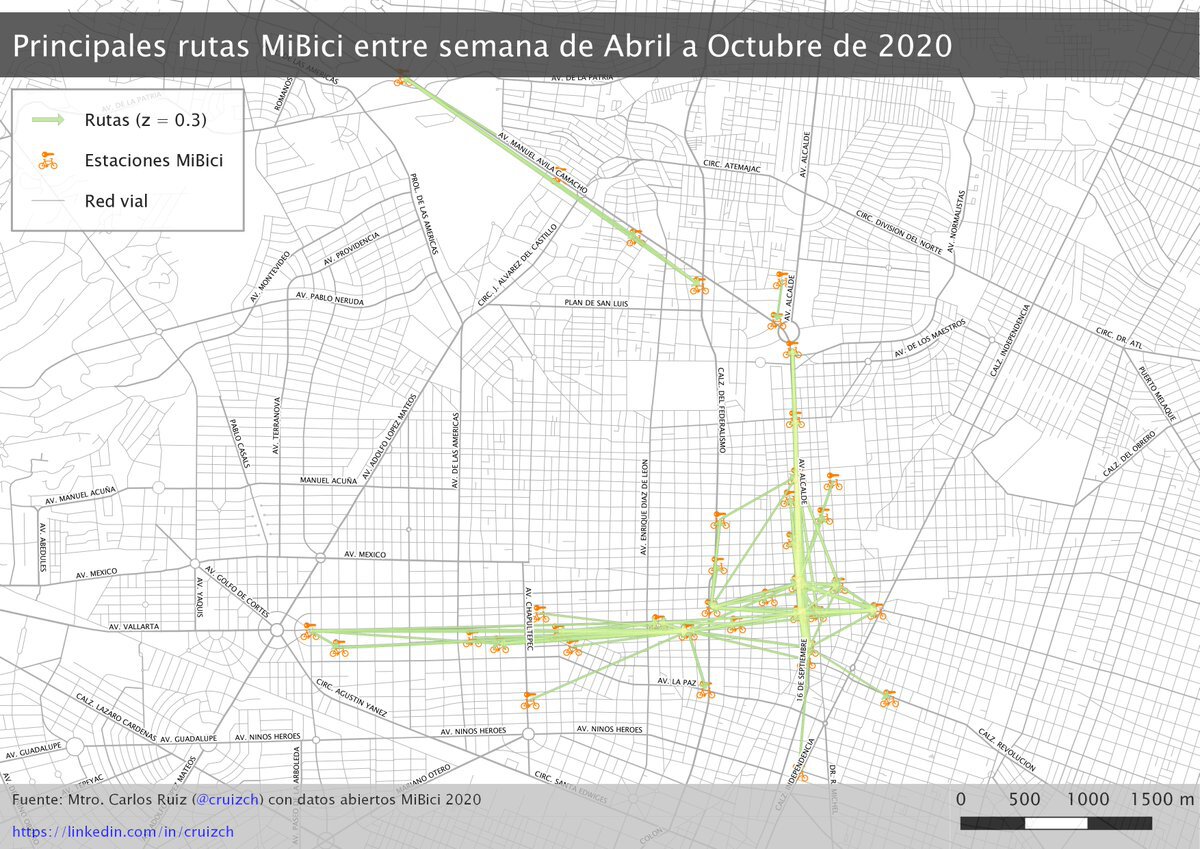 Principales rutas MiBici entre semana de Abril a Octubre de 2020
Rutas (z = 0.3)
Estaciones MiBici
Red vial
AV. DE LA PATRIA
AV. DE LA PATRIA
ROMANOS
AV. MANUEL AVILA CAMACHO
CIRC. ATEMAJAC
AV. ALCALDE
PROL. DE LAS AMERICAS
CIRC. DIVISION DEL NORTE
AV. NORMALISTAS
AV. PROVIDENCIA
AV. MONTEVIDEO
CIRC. J. ALVAREZ DEL CASTILLO
AV. PABLO NERUDA
PLAN DE SAN LUIS
AV. ALCALDE
AV. DE LOS MAESTROS
CALZ. INDEPENDENCIA
CIRC. DR. ATL
PUERTO MELAQUE
CALZ. DEL FEDERALISMO
AV. TERRANOVA
PABLO CASALS
AV. ADOLFO LOPEZ MATEOS
AV. DE LAS AMERICAS
CALZ. DEL OBRERO
AV. ENRIQUE DIAZ DE LEON
AV. ALCALDE
MANUEL ACUÑA
AV. MANUEL ACUÑA
AV. ABEDULES
AV. MEXICO
AV. MEXICO
AV. GOLFO DE CORTES
AV. YAQUIS
AV. CHAPULTEPEC
AV. VALLARTA
16 DE SEPTIEMBRE
AV. LA PAZ
CIRC. AGUSTIN YAÑEZ
CALZ. LAZARO CARDENAS
AV. GUADALUPE
AV. GUADALUPE
AV. NINOS HEROES
AV. NINOS HEROES
AV. NINOS HEROES
CALZ. REVOLUCION
CALZ. INDEPENDENCIA
DR. R. MICHEL
MARIANO OTERO
CIRC. SANTA EDWIGES
COLON
Fuente: Mtro. Carlos Ruiz (@cruizch) con datos abiertos MiBici 2020
https://linkedin.com/in/cruizch
0 500 1000 1500 m